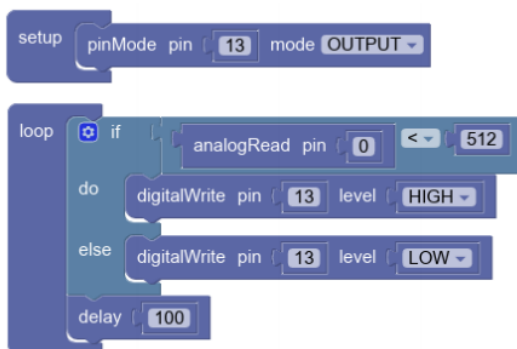 setup pinMode pin 13 mode OUTPUT
loop if analogRead pin 0 < 512
do digitalWrite pin 13 level HIGH
else digitalWrite pin 13 level LOW
delay 100